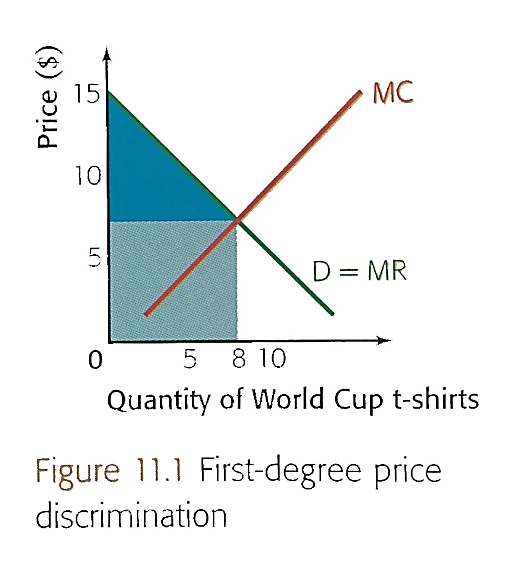 Price ($)
15
MC
10
5
D = MR
0
5
8
10
Quantity of World Cup t-shirts
Figure 11.1 First-degree price
discrimination